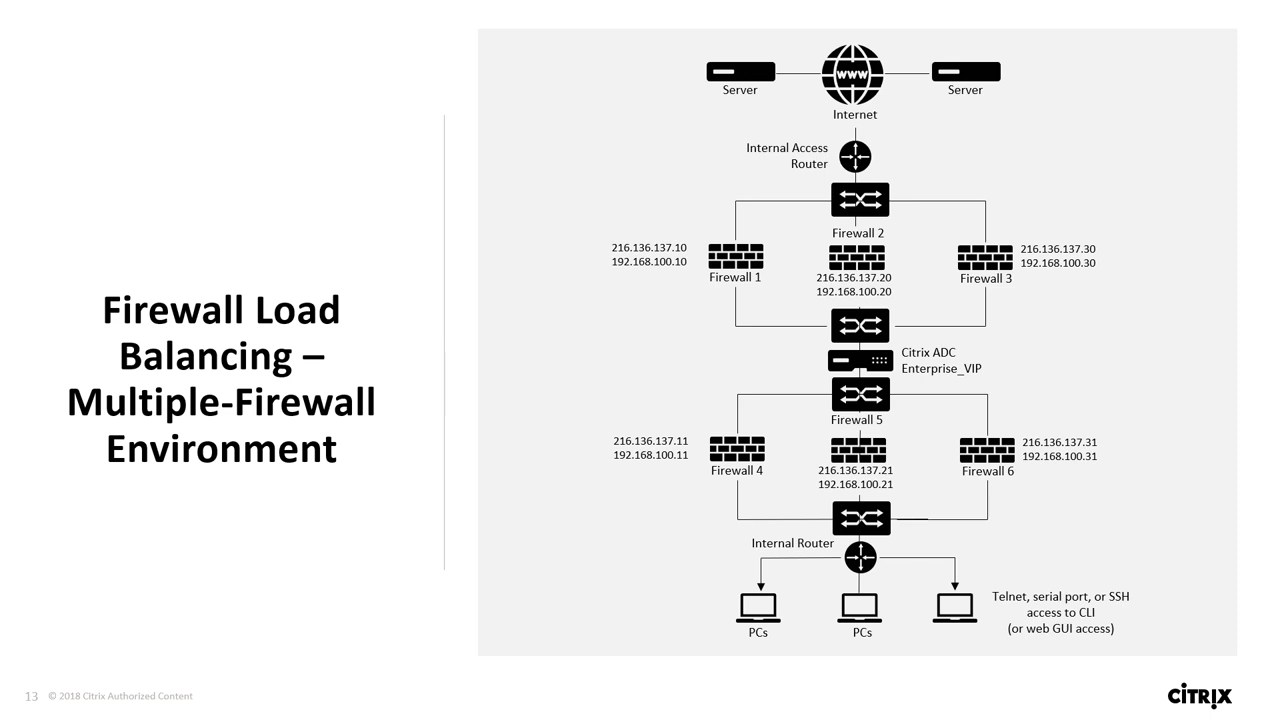 Firewall Load
Balancing –
Multiple-Firewall
Environment
Server
WWW
Server
Internet
Internal Access
Router
Firewall 2
216.136.137.10
192.168.100.10
Firewall 1
216.136.137.20
192.168.100.20
216.136.137.30
192.168.100.30
Firewall 3
Citrix ADC
Enterprise_VIP
Firewall 5
216.136.137.11
192.168.100.11
Firewall 4
216.136.137.21
192.168.100.21
216.136.137.31
192.168.100.31
Firewall 6
Internal Router
PCs
PCs
Telnet, serial port, or SSH
access to CLI
(or web GUI access)
13 © 2018 Citrix Authorized Content
CITRIX